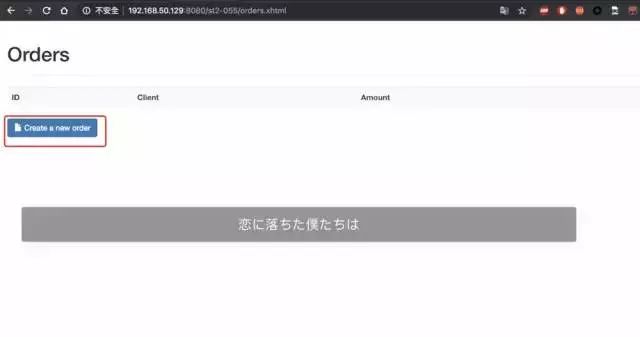 不安全 | 192.168.50.129:8080/st2-055/orders.xhtml
Orders
ID Client Amount
Create a new order
恋に落ちた僕たちは